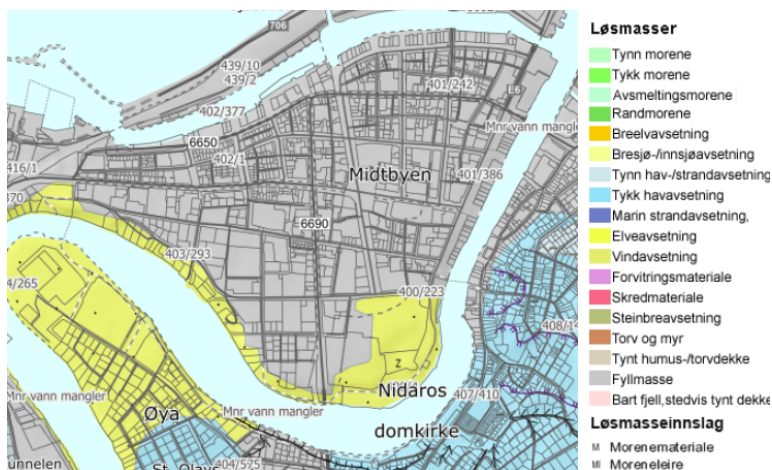 706
439/10
439/2
401/242
E6
402/377
Mnr vann mangler
6650
402/1
416/1
Midtbyen
401/386
370
6690
403/293
4/265
400/223
408/14
Mnr vann mangler
Nidaros
407/410
Øya
Mnr vann mangler
domkirke
unnelen
St. Olavs
404/575
Z
Løsmasser
Tynn morene
Tykk morene
Avsmeltingsmorene
Randmorene
Breelvavsetning
Bresjø-/innsjøavsetning
Tynn hav-/strandavsetning
Tykk havavsetning
Marin strandavsetning,
Elveavsetning
Vindavsetning
Forvitringsmateriale
Skredmateriale
Steinbreavsetning
Torv og myr
Tynt humus-/torvdekke
Fyllmasse
Bart fjell,stedvis tynt dekke
Løsmasseinnslag
M Morenemateriale
Moreneleire